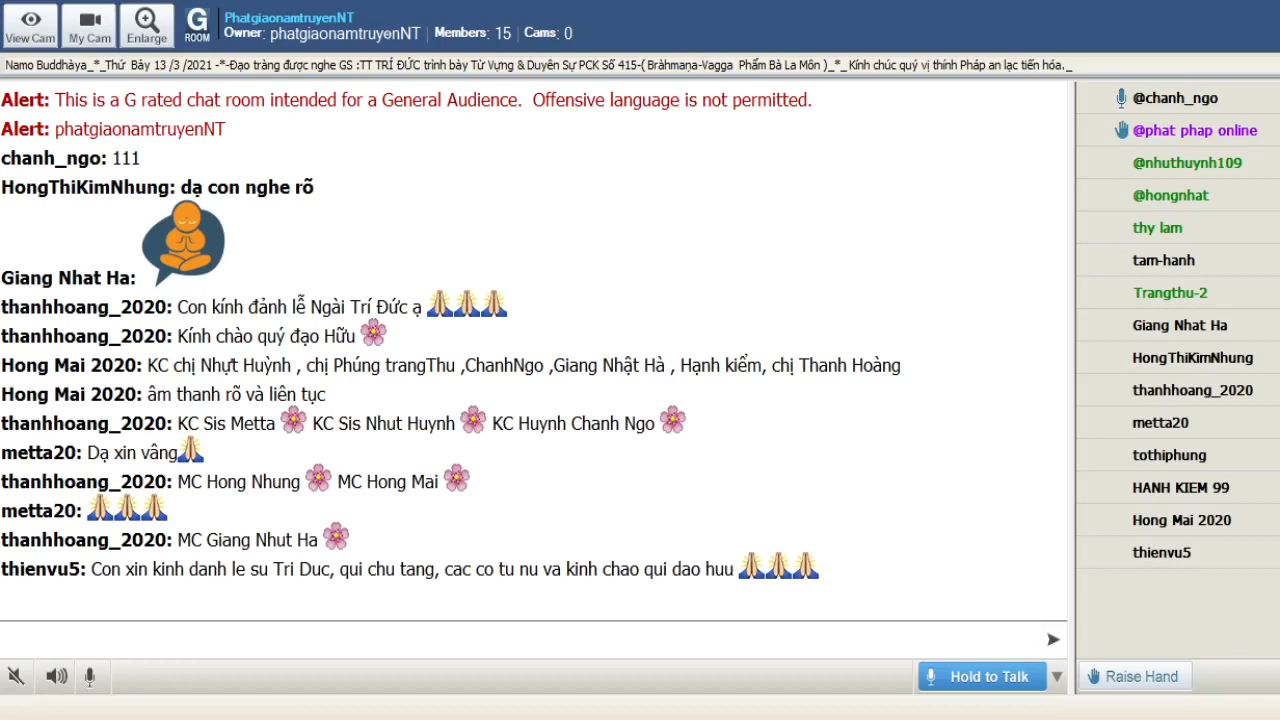 View Cam
My Cam
Enlarge
G
ROOM
PhatgiaonamtruyenNT
Owner: phatgiaonamtruyenNT | Members: 15 | Cams: 0
Namo Buddhàya_*_Thứ Bảy 13 /3 /2021 -*-Đạo tràng được nghe GS :TT TRÍ ĐỨC trình bày Từ Vựng & Duyên Sự PCK Số 415-( Bràhmaṇa-Vagga Phẩm Bà La Môn )_*_ Kính chúc quý vị thính Pháp an lạc tiến hóa._
Alert: This is a G rated chat room intended for a General Audience. Offensive language is not permitted.
Alert: phatgiaonamtruyenNT
chanh_ngo: 111
HongThiKimNhung: dạ con nghe rõ
Giang Nhat Ha:
thanhhoang_2020: Con kính đảnh lễ Ngài Trí Đức ạ
thanhhoang_2020: Kính chào quý đạo Hữu
Hong Mai 2020: KC chị Nhựt Huỳnh , chị Phúng trangThu ,ChanhNgo ,Giang Nhật Hà , Hạnh kiểm, chị Thanh Hoàng
Hong Mai 2020: âm thanh rõ và liên tục
thanhhoang_2020: KC Sis Metta KC Sis Nhut Huynh KC Huynh Chanh Ngo
metta20: Dạ xin vâng
thanhhoang_2020: MC Hong Nhung MC Hong Mai
metta20:
thanhhoang_2020: MC Giang Nhut Ha
thienvu5: Con xin kinh danh le su Tri Duc, qui chu tang, cac co tu nu va kinh chao qui dao huu
Hold to Talk
@chanh_ngo
@phat phap online
@nhuthuynh109
@hongnhat
thy lam
tam-hanh
Trangthu-2
Giang Nhat Ha
HongThiKimNhung
thanhhoang_2020
metta20
tothiphung
HANH KIEM 99
Hong Mai 2020
thienvu5
Raise Hand